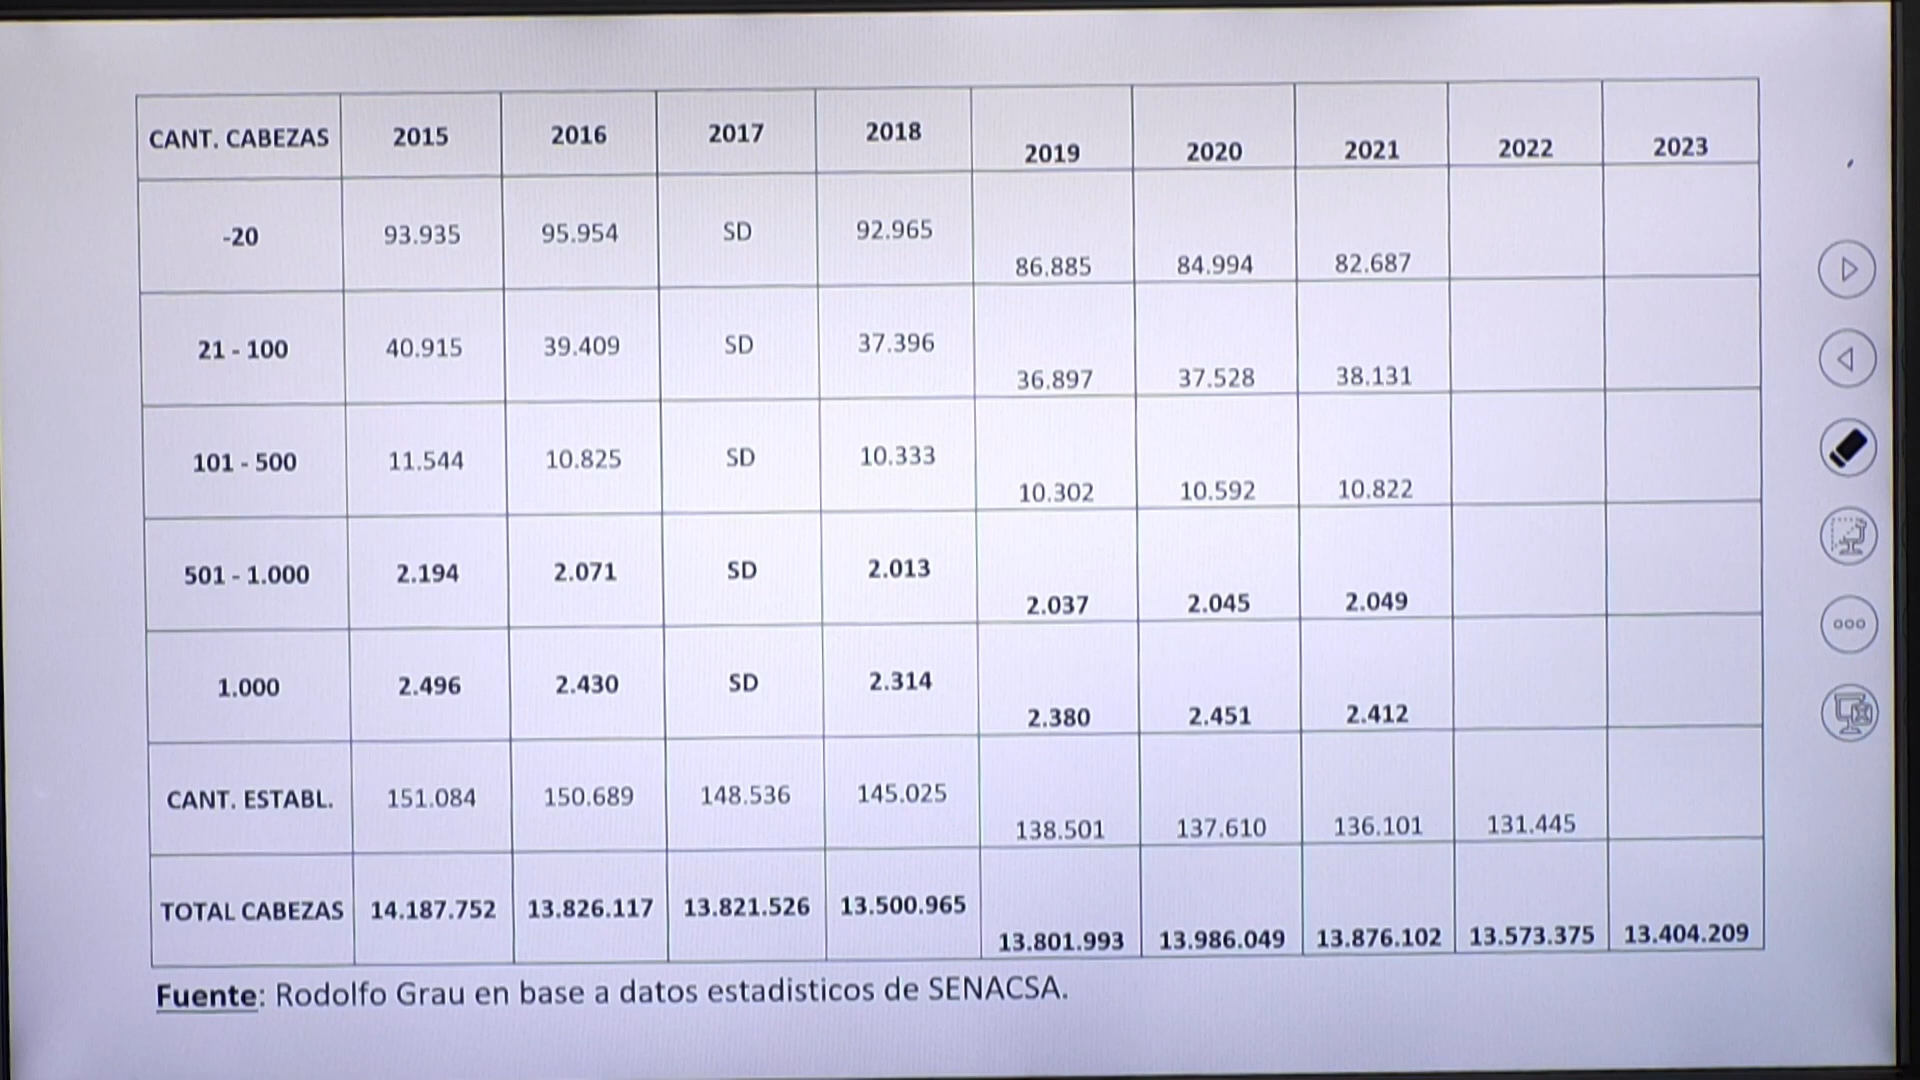 CANT. CABEZAS 2015 2016 2017 2018 2019 2020 2021 2022 2023
-20 93.935 95.954 SD 92.965 86.885 84.994 82.687
21 - 100 40.915 39.409 SD 37.396 36.897 37.528 38.131
101 - 500 11.544 10.825 SD 10.333 10.302 10.592 10.822
501 - 1.000 2.194 2.071 SD 2.013 2.037 2.045 2.049
1.000 2.496 2.430 SD 2.314 2.380 2.451 2.412
CANT. ESTABL. 151.084 150.689 148.536 145.025 138.501 137.610 136.101 131.445
TOTAL CABEZAS 14.187.752 13.826.117 13.821.526 13.500.965 13.801.993 13.986.049 13.876.102 13.573.375 13.404.209
Fuente: Rodolfo Grau en base a datos estadisticos de SENACSA.